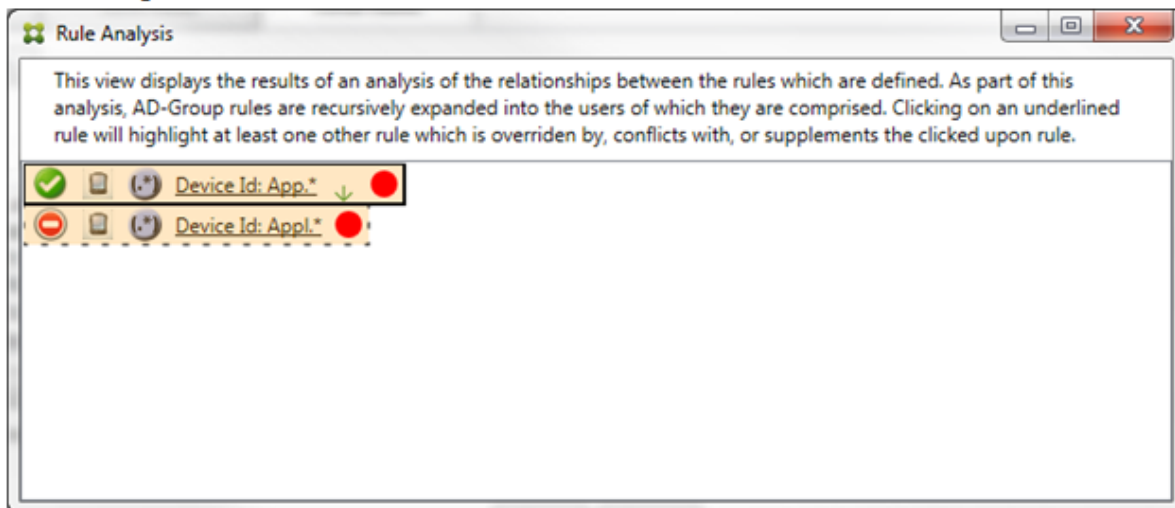 Rule Analysis
This view displays the results of an analysis of the relationships between the rules which are defined. As part of this
analysis, AD-Group rules are recursively expanded into the users of which they are comprised. Clicking on an underlined
rule will highlight at least one other rule which is overriden by, conflicts with, or supplements the clicked upon rule.
(.*) Device Id: App.*
(.*) Device Id: Appl.*